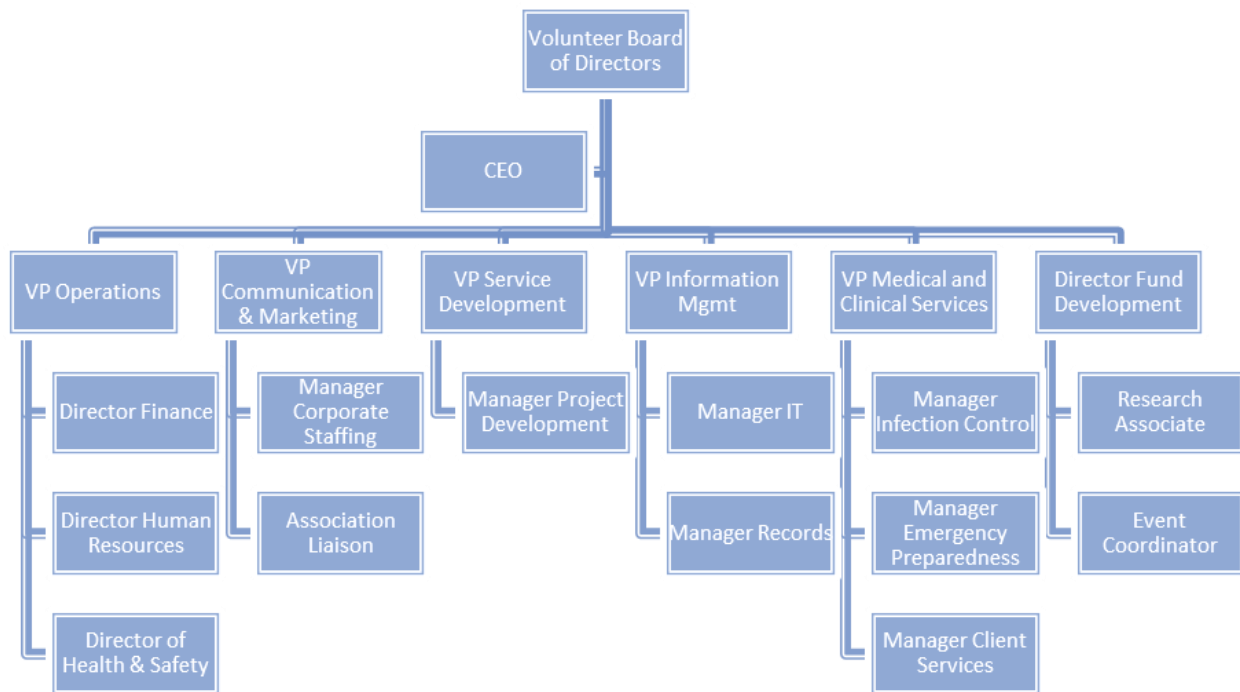 Volunteer Board
of Directors
CEO
VP Operations
VP
Communication
& Marketing
VP Service
Development
VP Information
Mgmt
VP Medical and
Clinical Services
Director Fund
Development
Director Finance
Manager
Corporate
Staffing
Manager Project
Development
Manager IT
Manager
Infection Control
Research
Associate
Director Human
Resources
Association
Liaison
Manager Records
Manager
Emergency
Preparedness
Event
Coordinator
Director of
Health & Safety
Manager Client
Services